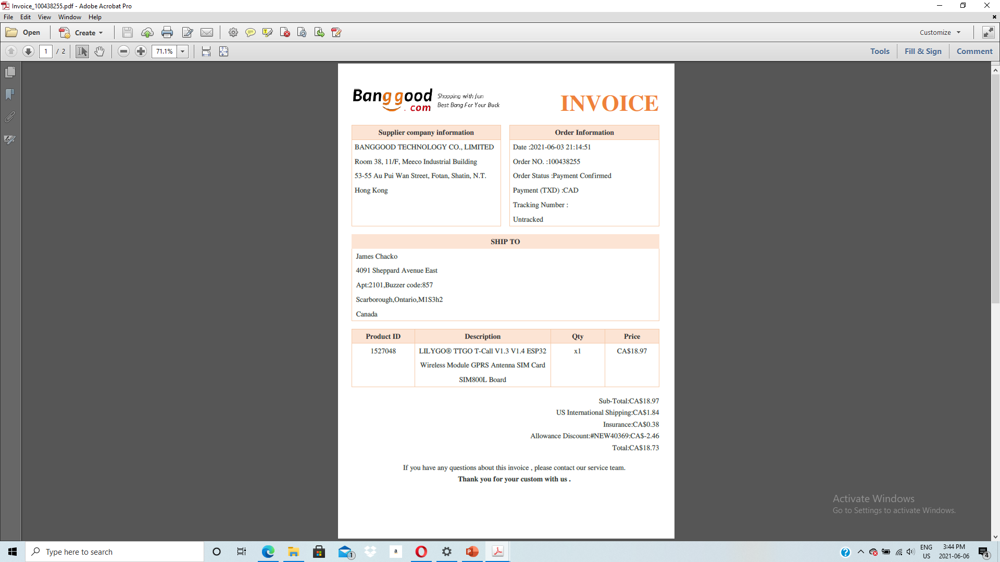 Invoice_100438255.pdf - Adobe Acrobat Pro
File Edit View Window Help
Open Create Customize
1 / 2 71.1% Tools Fill & Sign Comment
Banggood
.com
Shopping with fun
Best Bang For Your Buck
INVOICE
Supplier company information
BANGGOOD TECHNOLOGY CO., LIMITED
Room 38, 11/F, Meeco Industrial Building
53-55 Au Pui Wan Street, Fotan, Shatin, N.T.
Hong Kong
Order Information
Date :2021-06-03 21:14:51
Order NO. :100438255
Order Status :Payment Confirmed
Payment (TXD) :CAD
Tracking Number :
Untracked
SHIP TO
James Chacko
4091 Sheppard Avenue East
Apt:2101,Buzzer code:857
Scarborough,Ontario,M1S3h2
Canada
Product ID Description Qty Price
1527048 LILYGO® TTGO T-Call V1.3 V1.4 ESP32 x1 CA$18.97
Wireless Module GPRS Antenna SIM Card
SIM800L Board
Sub-Total:CA$18.97
US International Shipping:CA$1.84
Insurance:CA$0.38
Allowance Discount:#NEW40369:CA$-2.46
Total:CA$18.73
If you have any questions about this invoice , please contact our service team.
Thank you for your custom with us .
Activate Windows
Go to Settings to activate Windows.
Type here to search
1
a
ENG
US
3:44 PM
2021-06-06
4